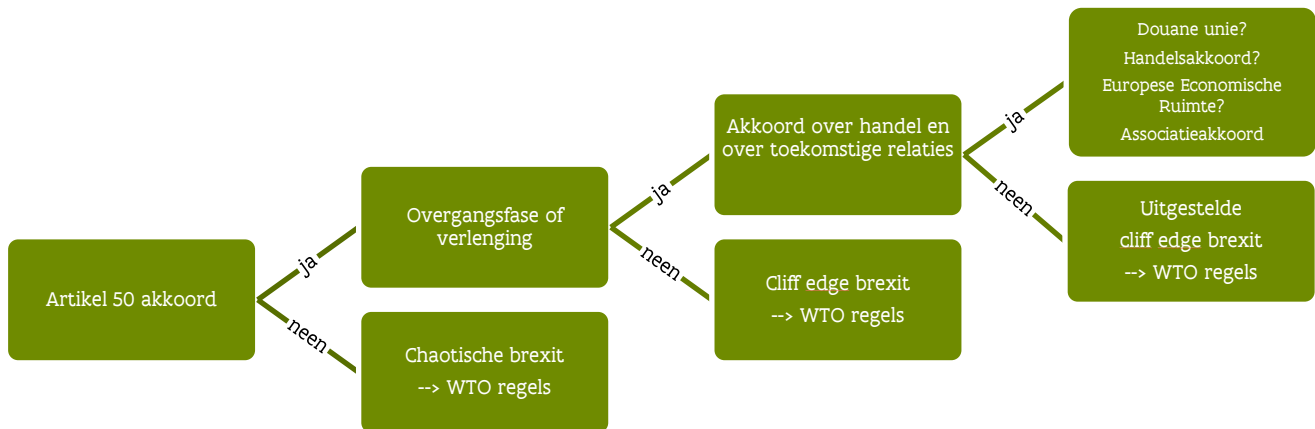 Artikel 50 akkoord
ja
neen
Overgangsfase of
verlenging
Chaotische brexit
--> WTO regels
ja
neen
Akkoord over handel en
over toekomstige relaties
Cliff edge brexit
--> WTO regels
ja
neen
Douane unie?
Handelsakkoord?
Europese Economische
Ruimte?
Associatieakkoord
Uitgestelde
cliff edge brexit
--> WTO regels